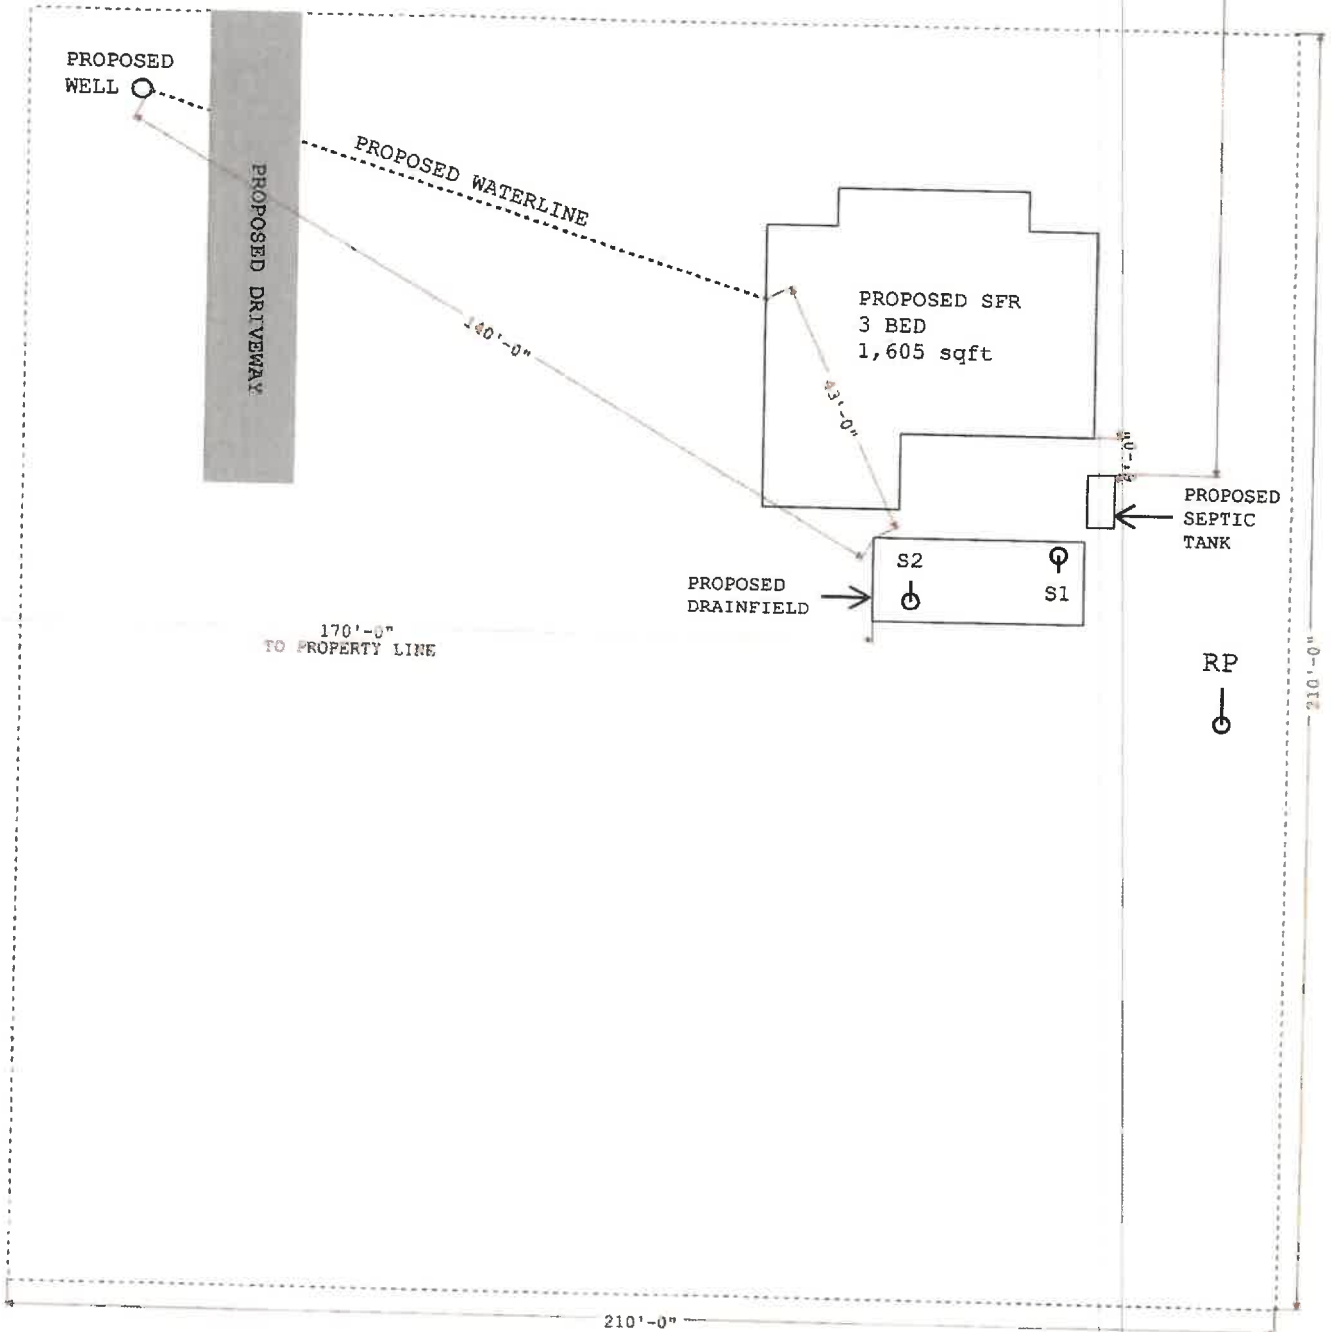 PROPOSED
WELL
PROPOSED DRIVEWAY
PROPOSED WATERLINE
140'-0"
PROPOSED SFR
3 BED
1,605 sqft
43'-0"
PROPOSED
SEPTIC
TANK
S2
S1
PROPOSED
DRAINFIELD
170'-0"
TO PROPERTY LINE
RP
210'-0"
210'-0"